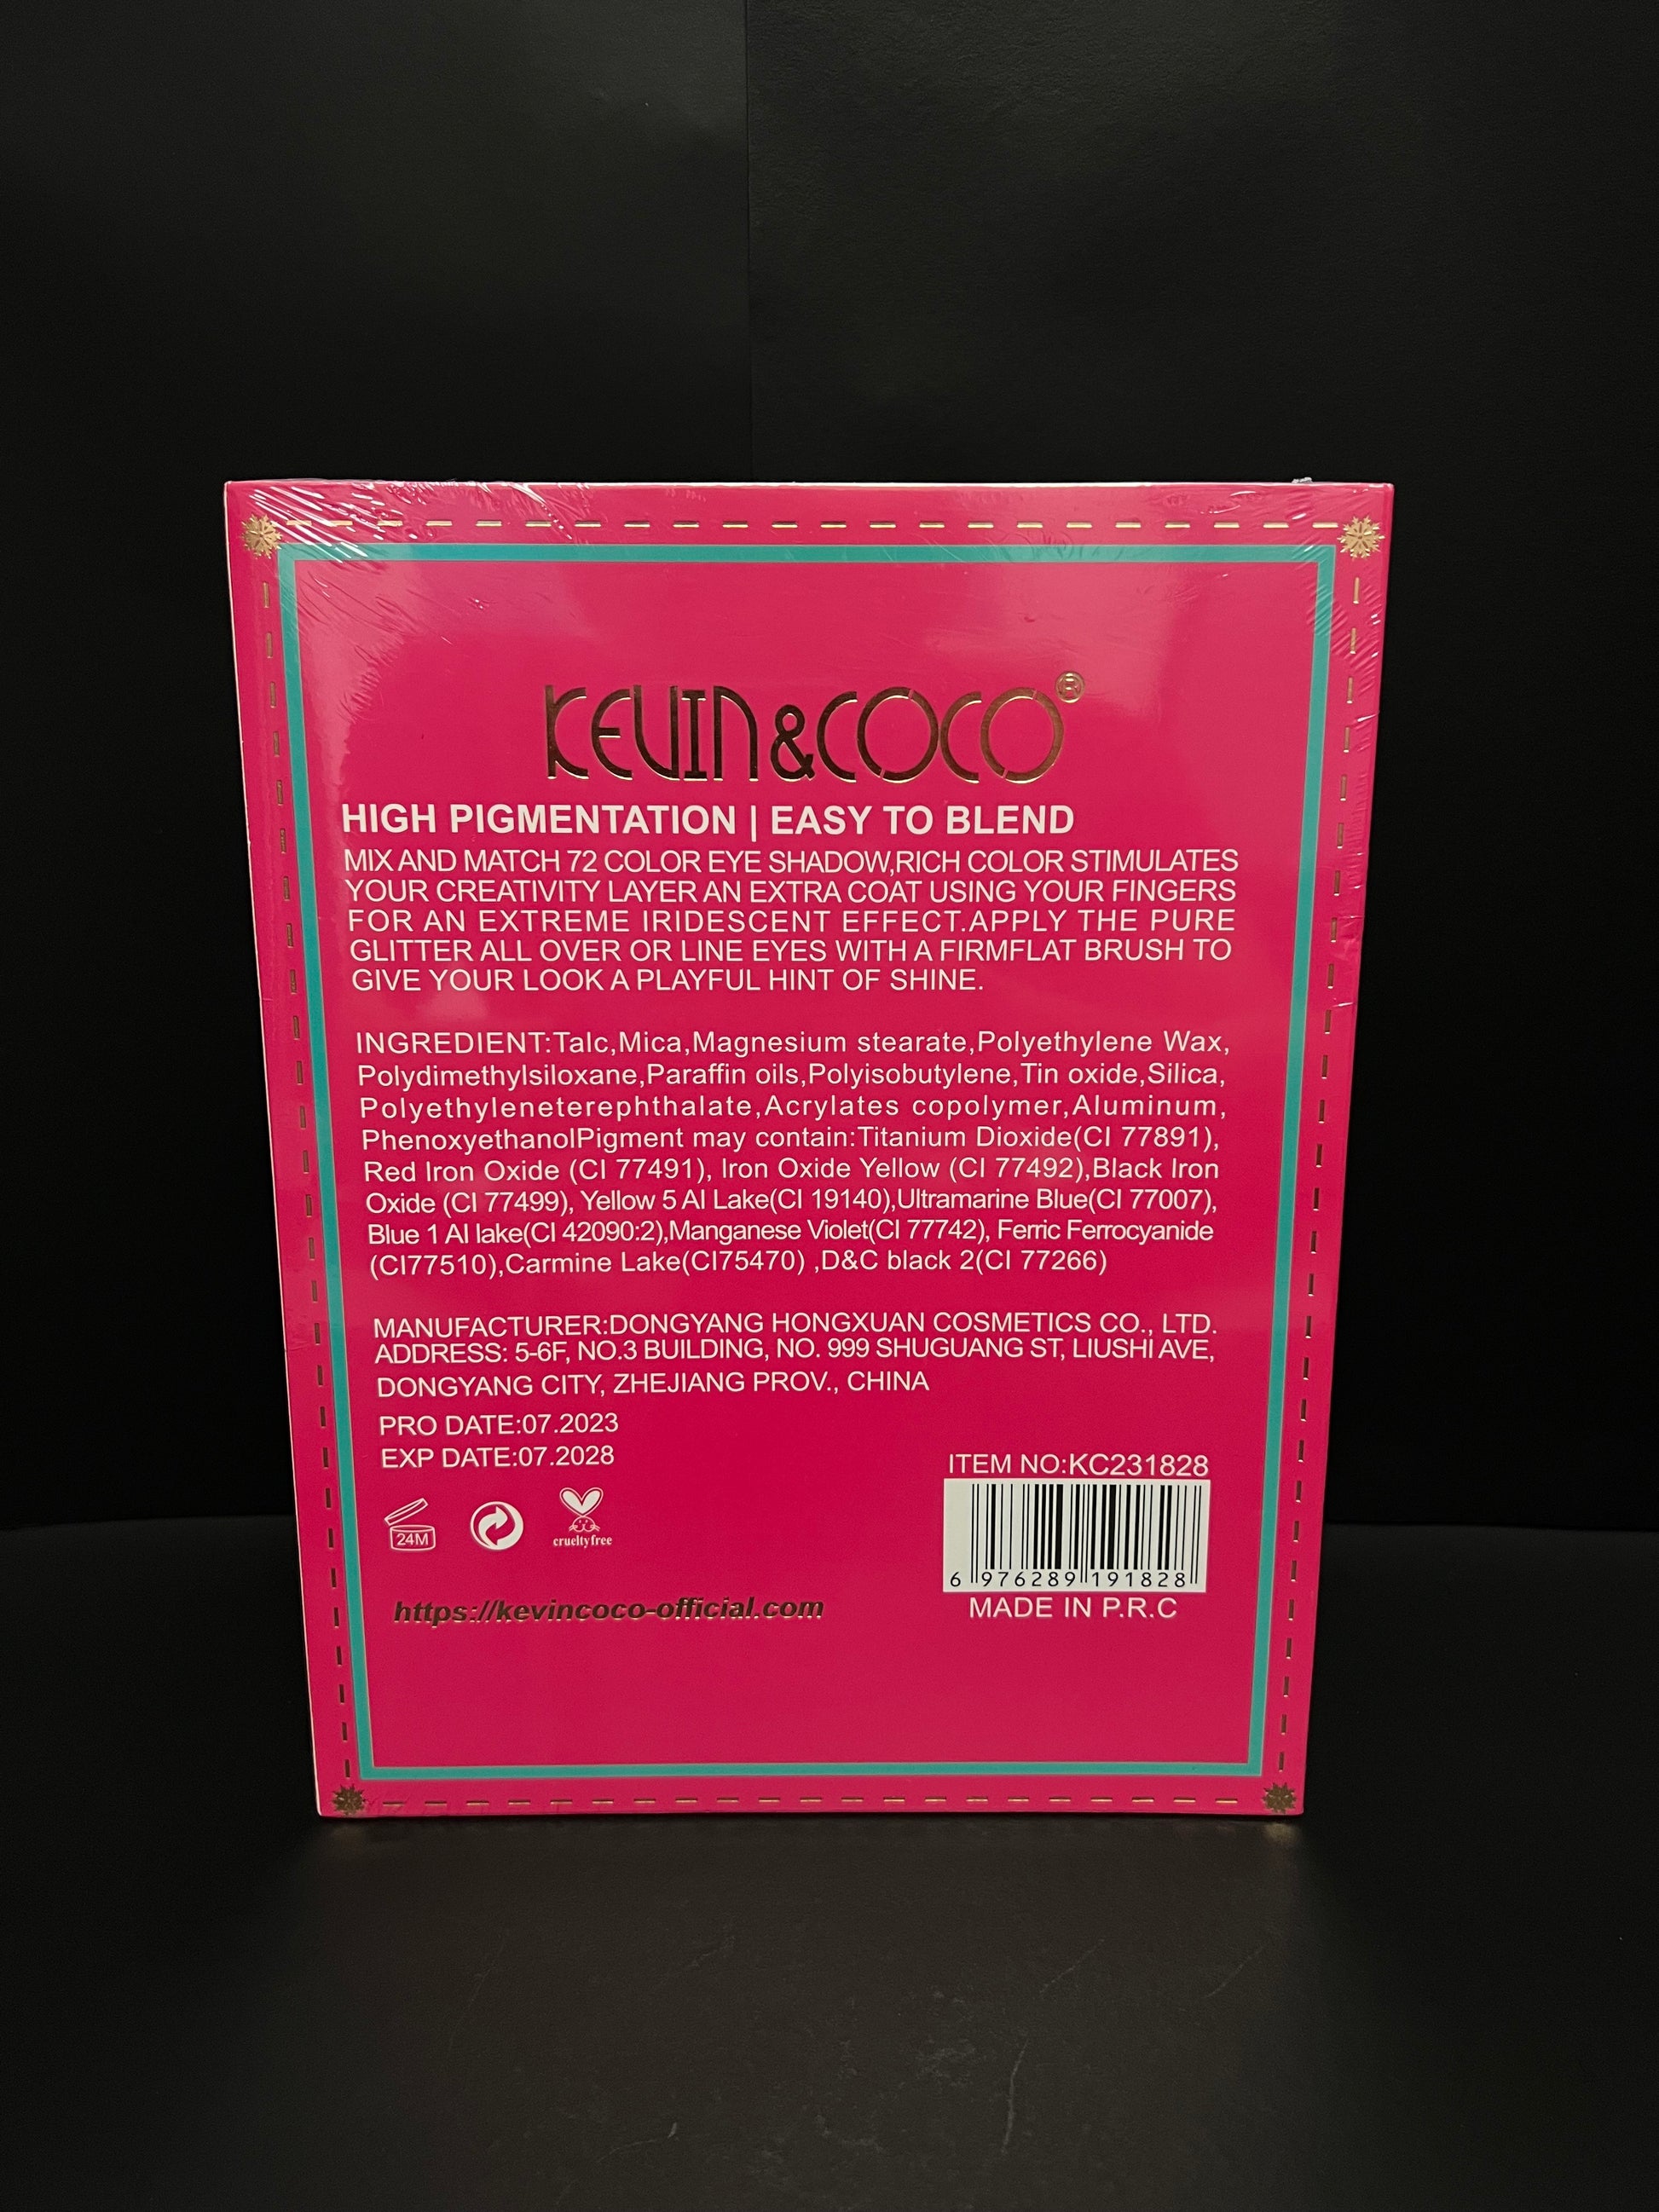 KEVIN&COCO®
HIGH PIGMENTATION | EASY TO BLEND
MIX AND MATCH 72 COLOR EYE SHADOW,RICH COLOR STIMULATES
YOUR CREATIVITY LAYER AN EXTRA COAT USING YOUR FINGERS
FOR AN EXTREME IRIDESCENT EFFECT.APPLY THE PURE
GLITTER ALL OVER OR LINE EYES WITH A FIRMFLAT BRUSH TO
GIVE YOUR LOOK A PLAYFUL HINT OF SHINE.
INGREDIENT:Talc,Mica,Magnesium stearate,Polyethylene Wax,
Polydimethylsiloxane,Paraffin oils,Polyisobutylene,Tin oxide,Silica,
Polyethyleneterephthalate,Acrylates copolymer,Aluminum,
PhenoxyethanolPigment may contain:Titanium Dioxide(CI 77891),
Red Iron Oxide (CI 77491), Iron Oxide Yellow (CI 77492),Black Iron
Oxide (CI 77499), Yellow 5 Al Lake(CI 19140),Ultramarine Blue(CI 77007),
Blue 1 Al lake(CI 42090:2),Manganese Violet(CI 77742), Ferric Ferrocyanide
(CI77510),Carmine Lake(CI75470) ,D&C black 2(CI 77266)
MANUFACTURER:DONGYANG HONGXUAN COSMETICS CO., LTD.
ADDRESS: 5-6F, NO.3 BUILDING, NO. 999 SHUGUANG ST, LIUSHI AVE,
DONGYANG CITY, ZHEJIANG PROV., CHINA
PRO DATE:07.2023
EXP DATE:07.2028
ITEM NO:KC231828
24M
cruelty free
6 976289 191828
https://kevincoco-official.com
MADE IN P.R.C